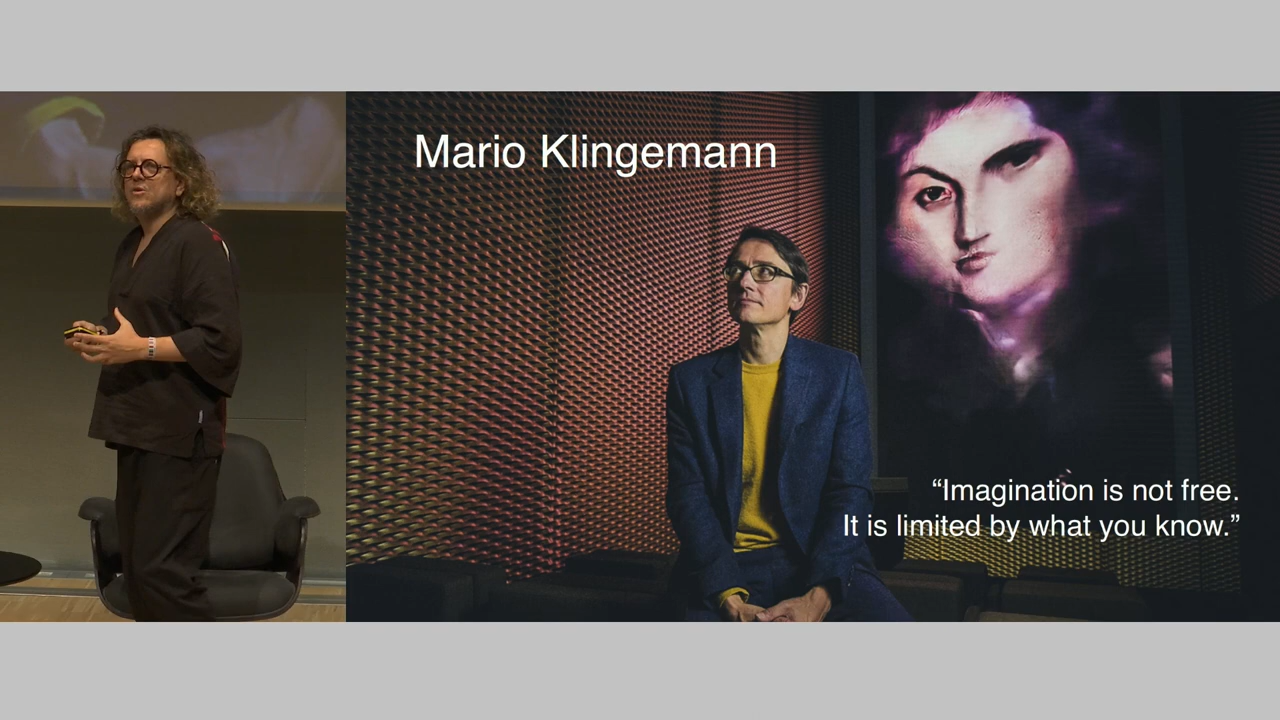 Mario Klingemann
“Imagination is not free.
It is limited by what you know.”